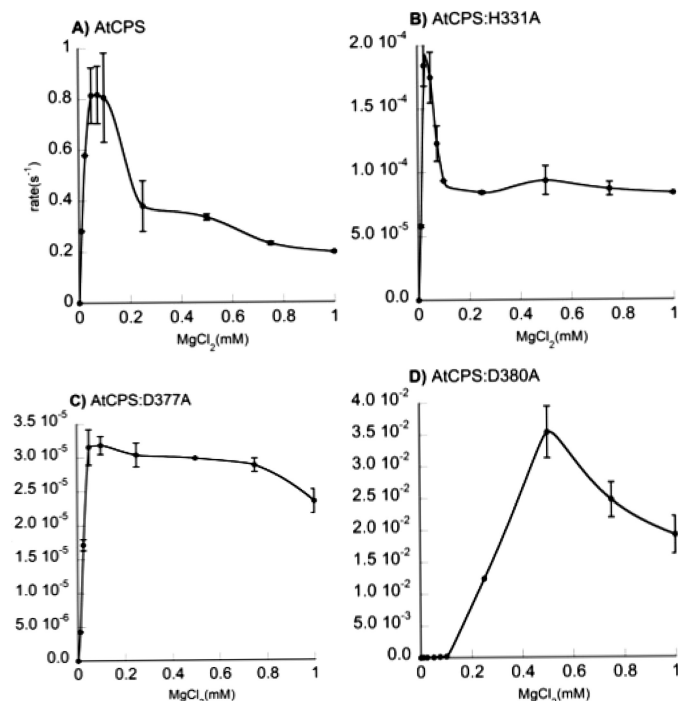 A) AtCPS
1
0.8
0.6
0.4
0.2
0
rate(s⁻¹)
0 0.2 0.4 0.6 0.8 1
MgCl₂(mM)
B) AtCPS:H331A
2.0 10⁻⁴
1.5 10⁻⁴
1.0 10⁻⁴
5.0 10⁻⁵
0.0
0 0.2 0.4 0.6 0.8 1
MgCl₂(mM)
C) AtCPS:D377A
3.5 10⁻⁵
3.0 10⁻⁵
2.5 10⁻⁵
2.0 10⁻⁵
1.5 10⁻⁵
1.0 10⁻⁵
5.0 10⁻⁶
0.0
0 0.2 0.4 0.6 0.8 1
MgCl₂(mM)
D) AtCPS:D380A
4.0 10⁻²
3.5 10⁻²
3.0 10⁻²
2.5 10⁻²
2.0 10⁻²
1.5 10⁻²
1.0 10⁻²
5.0 10⁻³
0.0
0 0.2 0.4 0.6 0.8 1
MgCl₂(mM)